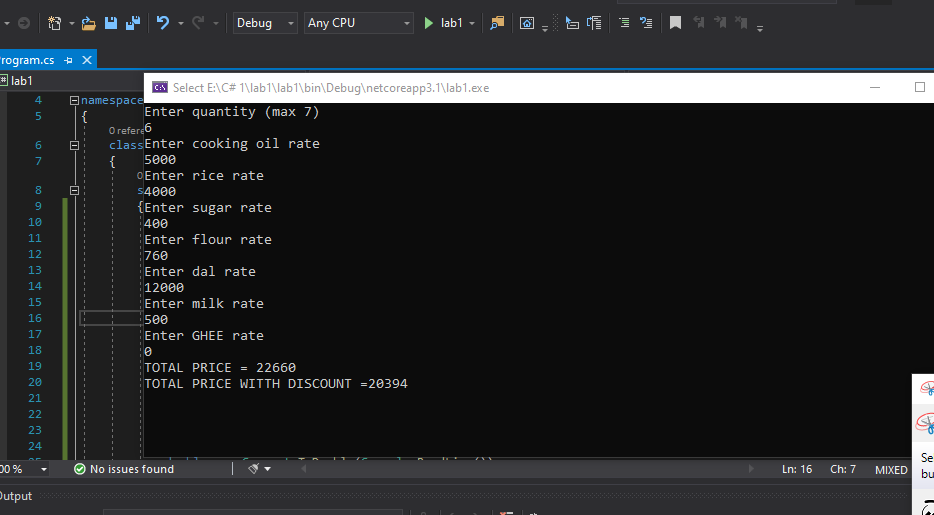 Debug
Any CPU
lab1
rogram.cs
lab1
Select E:\C# 1\lab1\lab1\bin\Debug\netcoreapp3.1\lab1.exe
4 namespace
5 {
0 refere
6 class
7 {
0
8 s
9 {
10
11
12
13
14
15
16
17
18
19
20
21
22
23
24
Enter quantity (max 7)
6
Enter cooking oil rate
5000
Enter rice rate
4000
Enter sugar rate
400
Enter flour rate
760
Enter dal rate
12000
Enter milk rate
500
Enter GHEE rate
0
TOTAL PRICE = 22660
TOTAL PRICE WITTH DISCOUNT =20394
00 %
No issues found
Ln: 16 Ch: 7 MIXED
Output
Se
bu